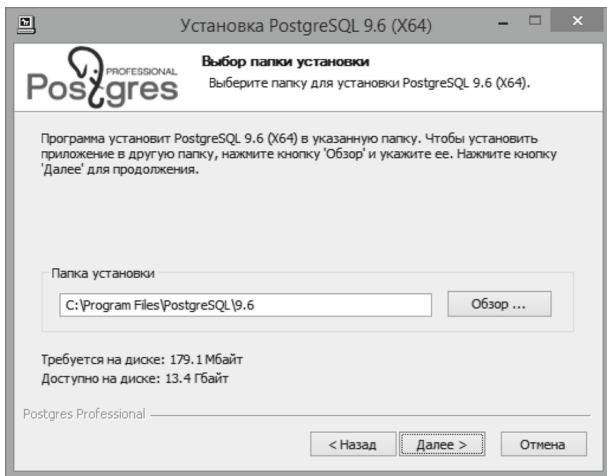 Установка PostgreSQL 9.6 (X64)
PROFESSIONAL
Postgres
Выбор папки установки
Выберите папку для установки PostgreSQL 9.6 (X64).
Программа установит PostgreSQL 9.6 (X64) в указанную папку. Чтобы установить
приложение в другую папку, нажмите кнопку 'Обзор' и укажите ее. Нажмите кнопку
'Далее' для продолжения.
Папка установки
C:\Program Files\PostgreSQL\9.6
Обзор ...
Требуется на диске: 179.1 Мбайт
Доступно на диске: 13.4 Гбайт
Postgres Professional
< Назад
Далее >
Отмена